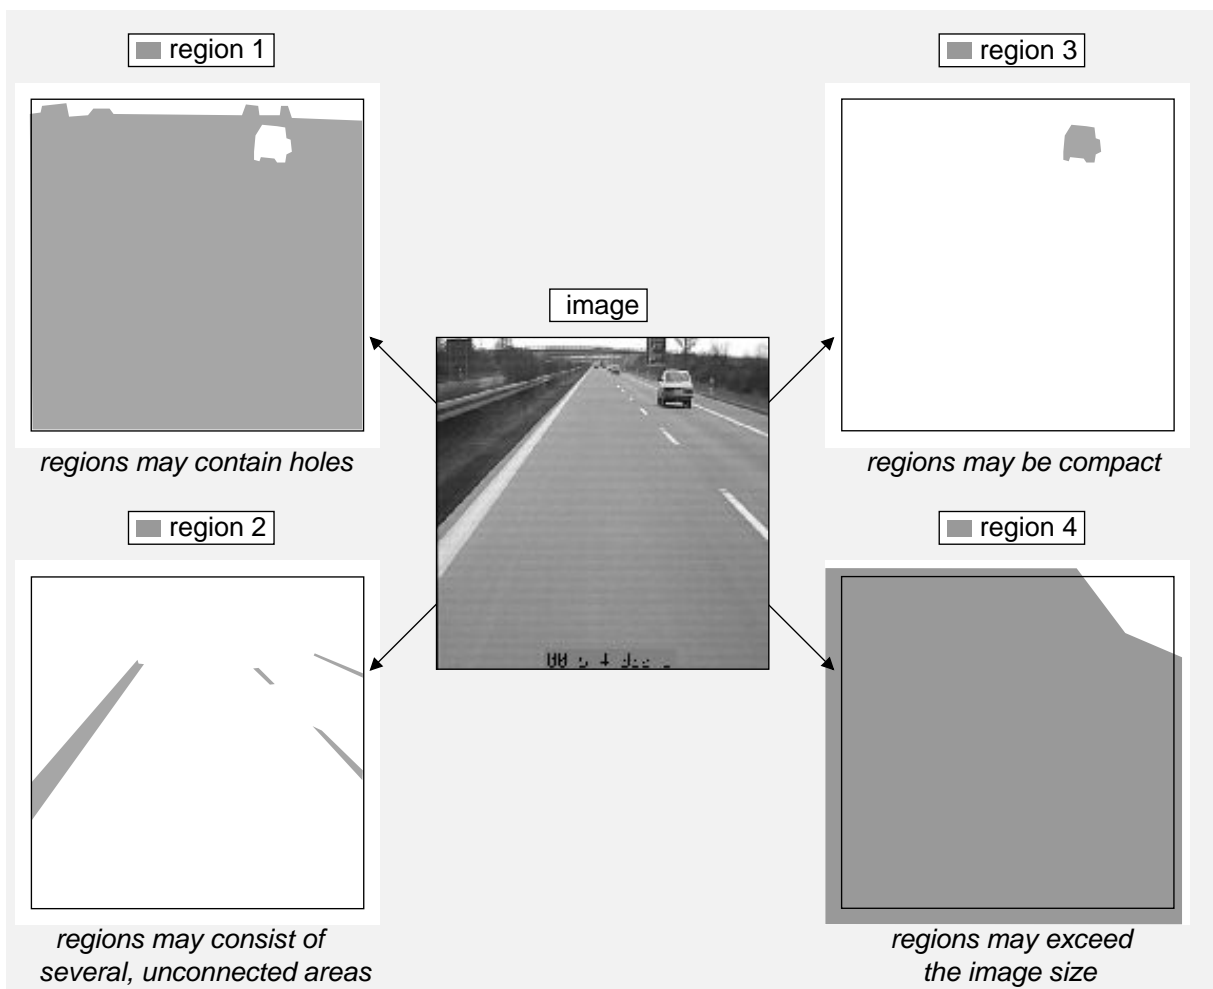 region 1
regions may contain holes
region 3
regions may be compact
image
region 2
regions may consist of
several, unconnected areas
region 4
regions may exceed
the image size